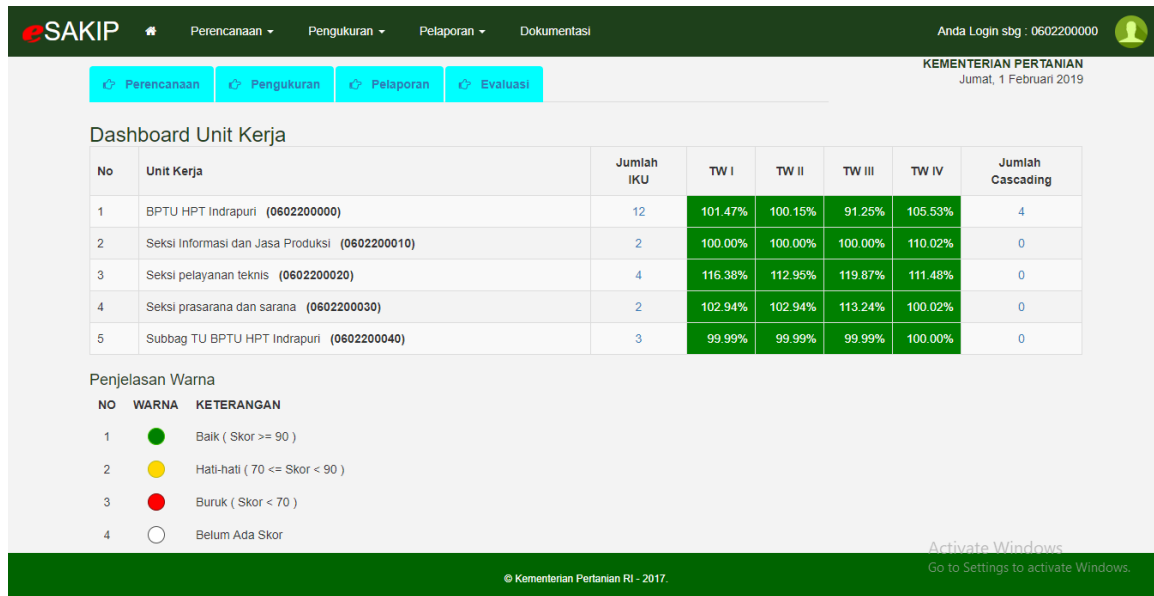 eSAKIP Perencanaan Pengukuran Pelaporan Dokumentasi Anda Login sbg : 0602200000
KEMENTERIAN PERTANIAN
Jumat, 1 Februari 2019
Perencanaan Pengukuran Pelaporan Evaluasi
Dashboard Unit Kerja
No Unit Kerja Jumlah IKU TW I TW II TW III TW IV Jumlah Cascading
1 BPTU HPT Indrapuri (0602200000) 12 101.47% 100.15% 91.25% 105.53% 4
2 Seksi Informasi dan Jasa Produksi (0602200010) 2 100.00% 100.00% 100.00% 110.02% 0
3 Seksi pelayanan teknis (0602200020) 4 116.38% 112.95% 119.87% 111.48% 0
4 Seksi prasarana dan sarana (0602200030) 2 102.94% 102.94% 113.24% 100.02% 0
5 Subbag TU BPTU HPT Indrapuri (0602200040) 3 99.99% 99.99% 99.99% 100.00% 0
Penjelasan Warna
NO WARNA KETERANGAN
1 Baik ( Skor >= 90 )
2 Hati-hati ( 70 <= Skor < 90 )
3 Buruk ( Skor < 70 )
4 Belum Ada Skor
Activate Windows
Go to Settings to activate Windows.
© Kementerian Pertanian RI - 2017.